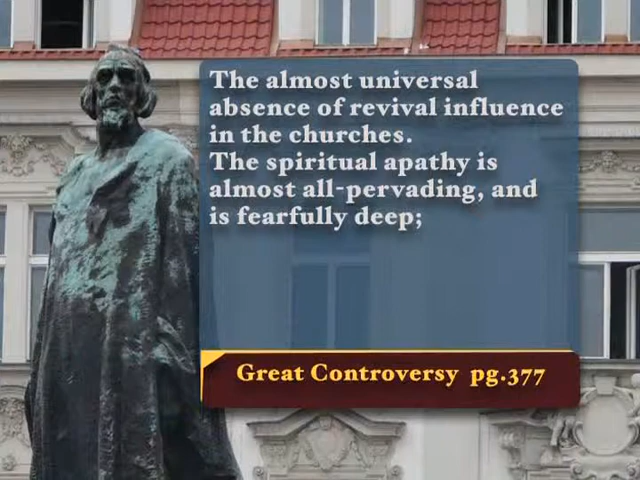 The almost universal
absence of revival influence
in the churches.
The spiritual apathy is
almost all-pervading, and
is fearfully deep;
Great Controversy pg.377